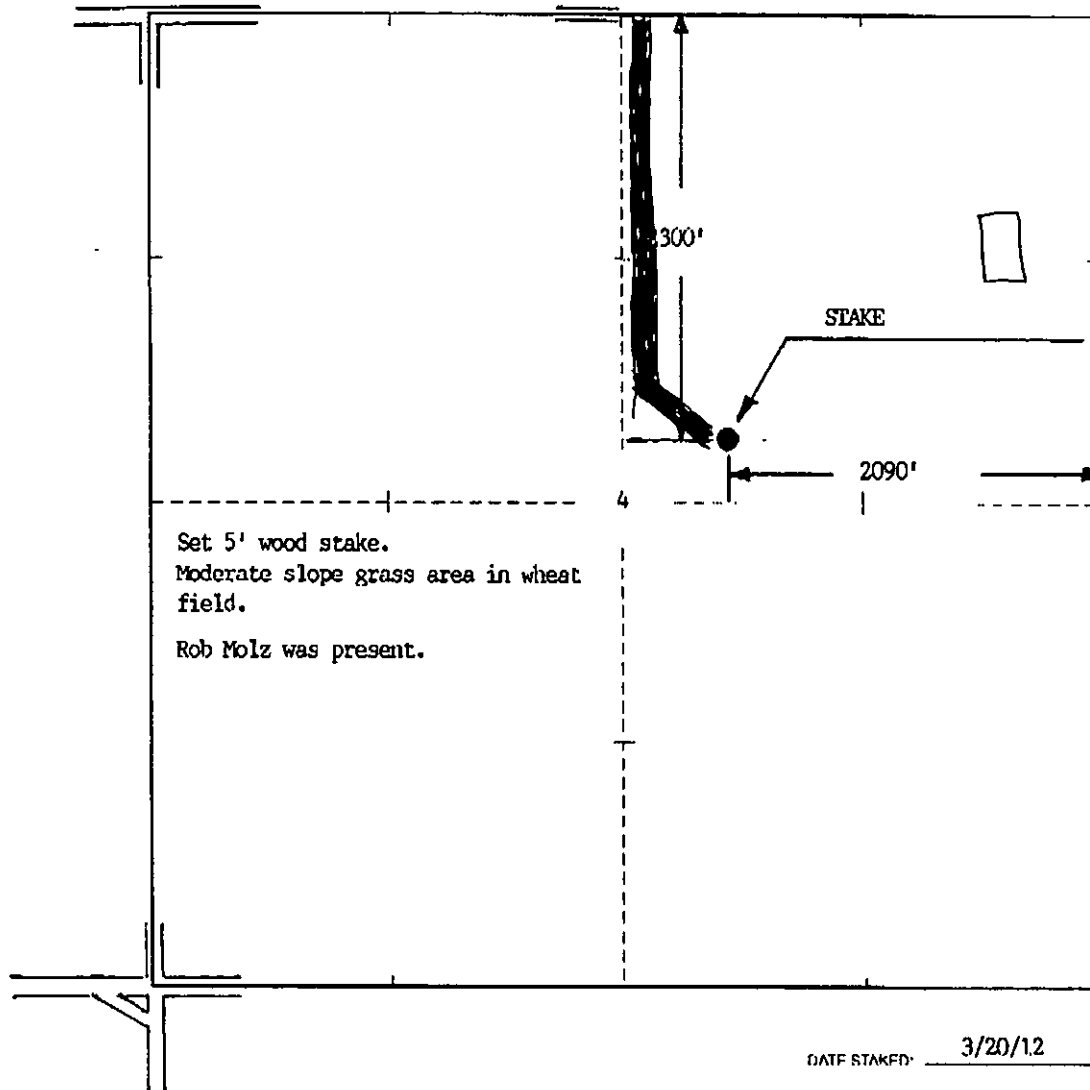 300'
STAKE
2090'
4
Set 5' wood stake.
Moderate slope grass area in wheat
field.
Rob Molz was present.
DATE STAKED: 3/20/12